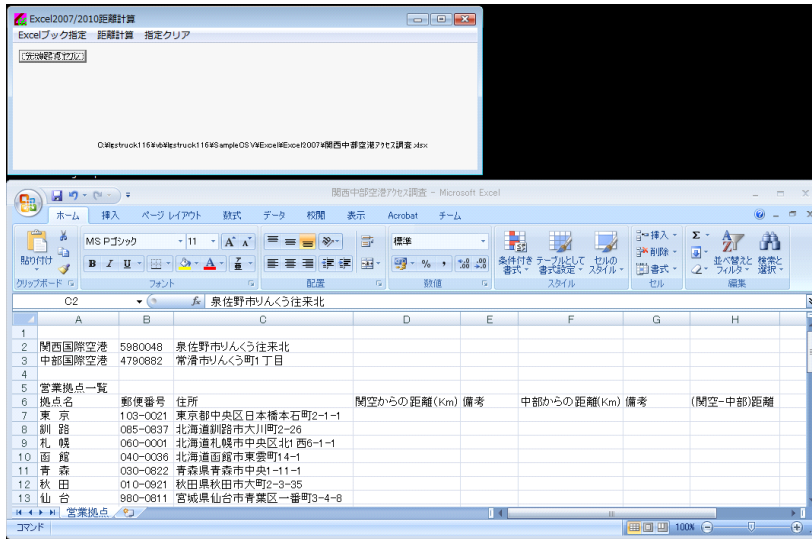 Excel2007/2010距離計算
Excelブック指定 距離計算 指定クリア
C:¥lgstruck116¥vb¥lgstruck116¥SampleOSV¥Excel¥Excel2007¥関西中部空港アクセス調査.xlsx
関西中部空港アクセス調査 - Microsoft Excel
ホーム 挿入 ページ レイアウト 数式 データ 校閲 表示 Acrobat チーム
貼り付け
MS Pゴシック 11
標準
条件付き書式 テーブルとして書式設定 セルのスタイル
挿入
削除
書式
並べ替えとフィルタ 検索と選択
クリップボード フォント 配置 数値 スタイル セル 編集
C2 fx 泉佐野市りんくう往来北
A B C D E F G H
1
2 関西国際空港 5980048 泉佐野市りんくう往来北
3 中部国際空港 4790882 常滑市りんくう町1丁目
4
5 営業拠点一覧
6 拠点名 郵便番号 住所 関空からの距離(Km) 備考 中部からの距離(Km) 備考 (関空-中部)距離
7 東 京 103-0021 東京都中央区日本橋本石町2-1-1
8 釧 路 085-0837 北海道釧路市大川町2-26
9 札 幌 060-0001 北海道札幌市中央区北1西6-1-1
10 函 館 040-0036 北海道函館市東雲町14-1
11 青 森 030-0822 青森県青森市中央1-11-1
12 秋 田 010-0921 秋田県秋田市大町2-3-35
13 仙 台 980-0811 宮城県仙台市青葉区一番町3-4-8
営業拠点
コマンド 100%